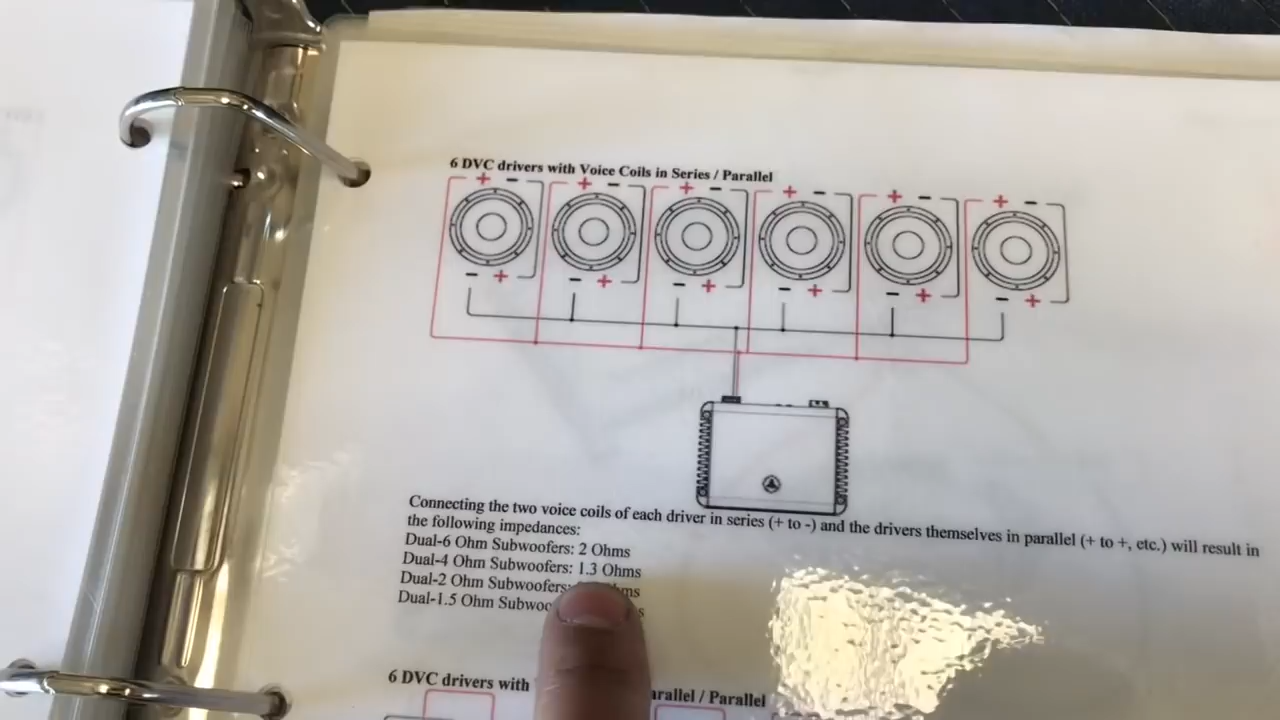 6 DVC drivers with Voice Coils in Series / Parallel
+ - + - + - + - + - + -
- + - + - + - + - + - +
Connecting the two voice coils of each driver in series (+ to -) and the drivers themselves in parallel (+ to +, etc.) will result in
the following impedances:
Dual-6 Ohm Subwoofers: 2 Ohms
Dual-4 Ohm Subwoofers: 1.3 Ohms
Dual-2 Ohm Subwoofers:
Dual-1.5 Ohm
6 DVC drivers with / Parallel